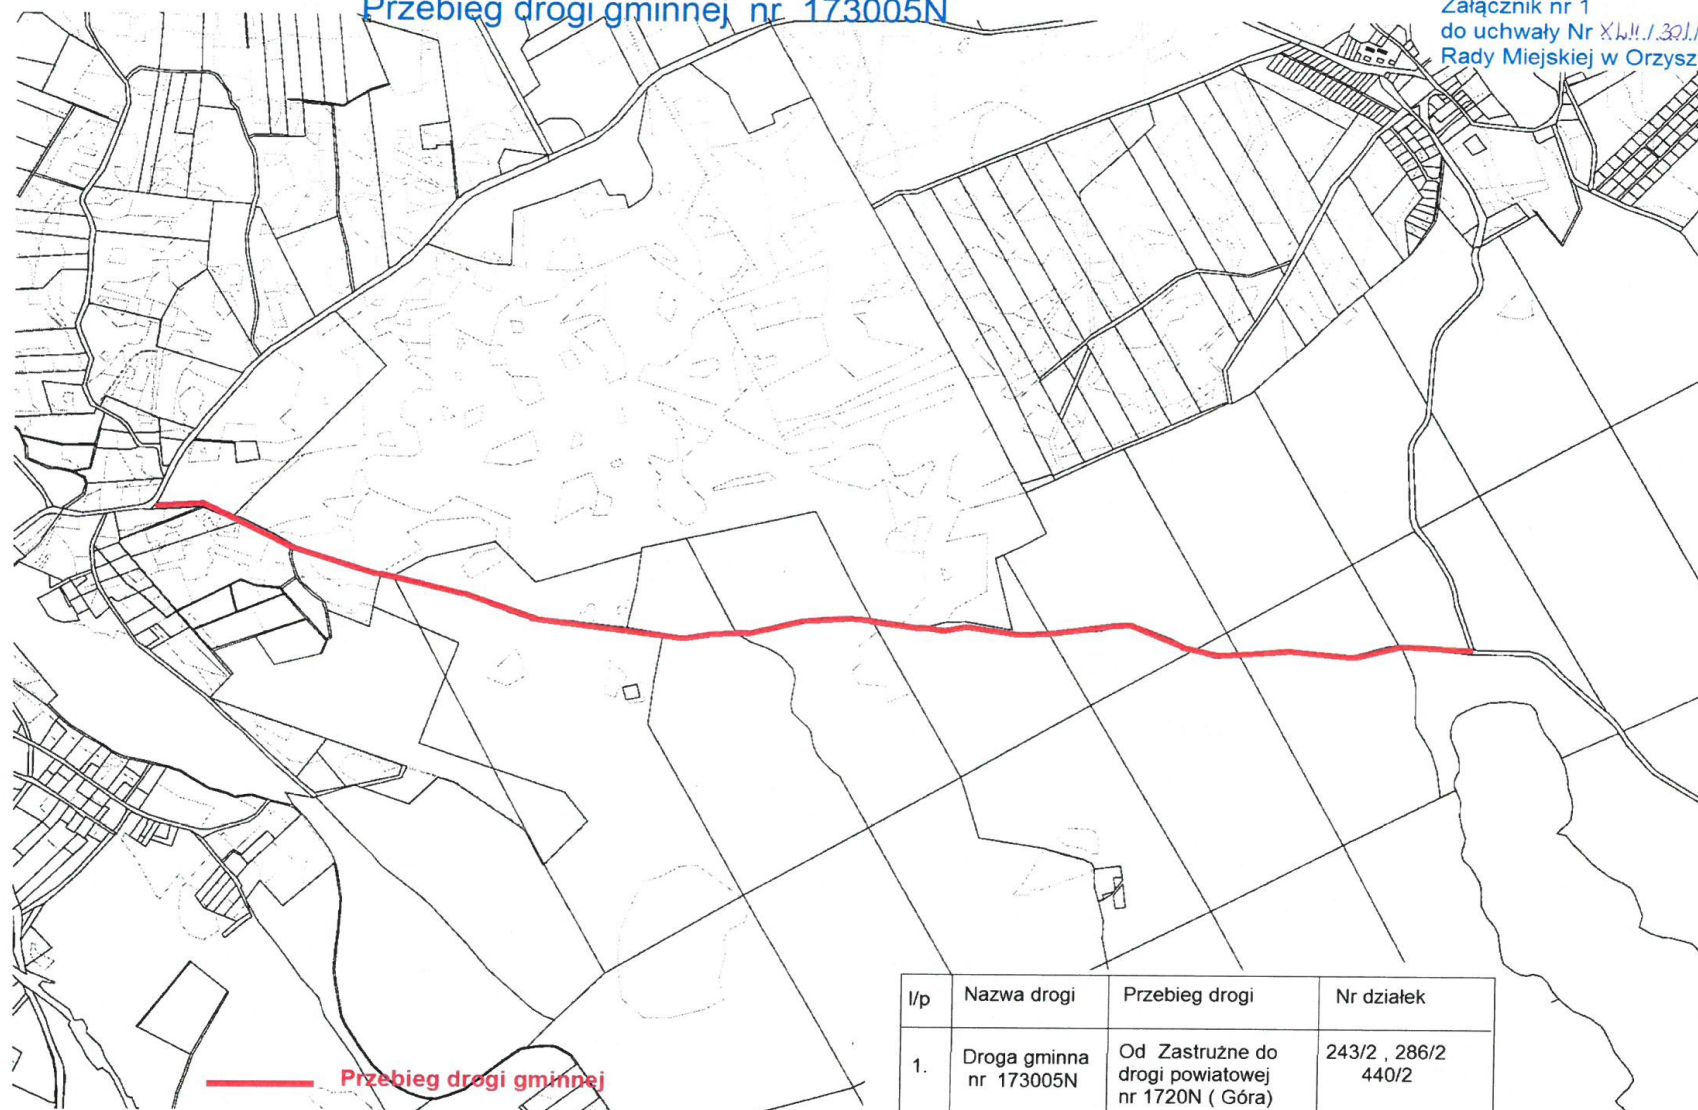 Przebieg drogi gminnej nr 173005N
Załącznik nr 1
do uchwały Nr XLII./.301./
Rady Miejskiej w Orzysz
l/p Nazwa drogi Przebieg drogi Nr działek
1. Droga gminna nr 173005N Od Zastrużne do drogi powiatowej nr 1720N ( Góra) 243/2 , 286/2 440/2
Przebieg drogi gminnej